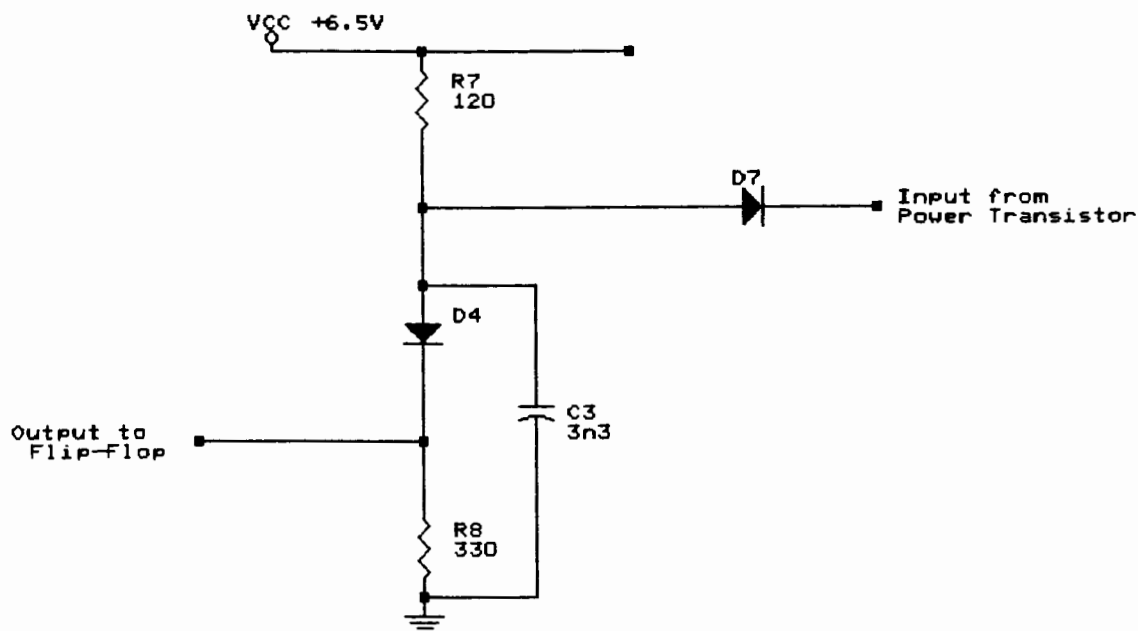 VCC +6.5V
R7
120
D7
Input from
Power Transistor
D4
C3
3n3
Output to
Flip-Flop
R8
330